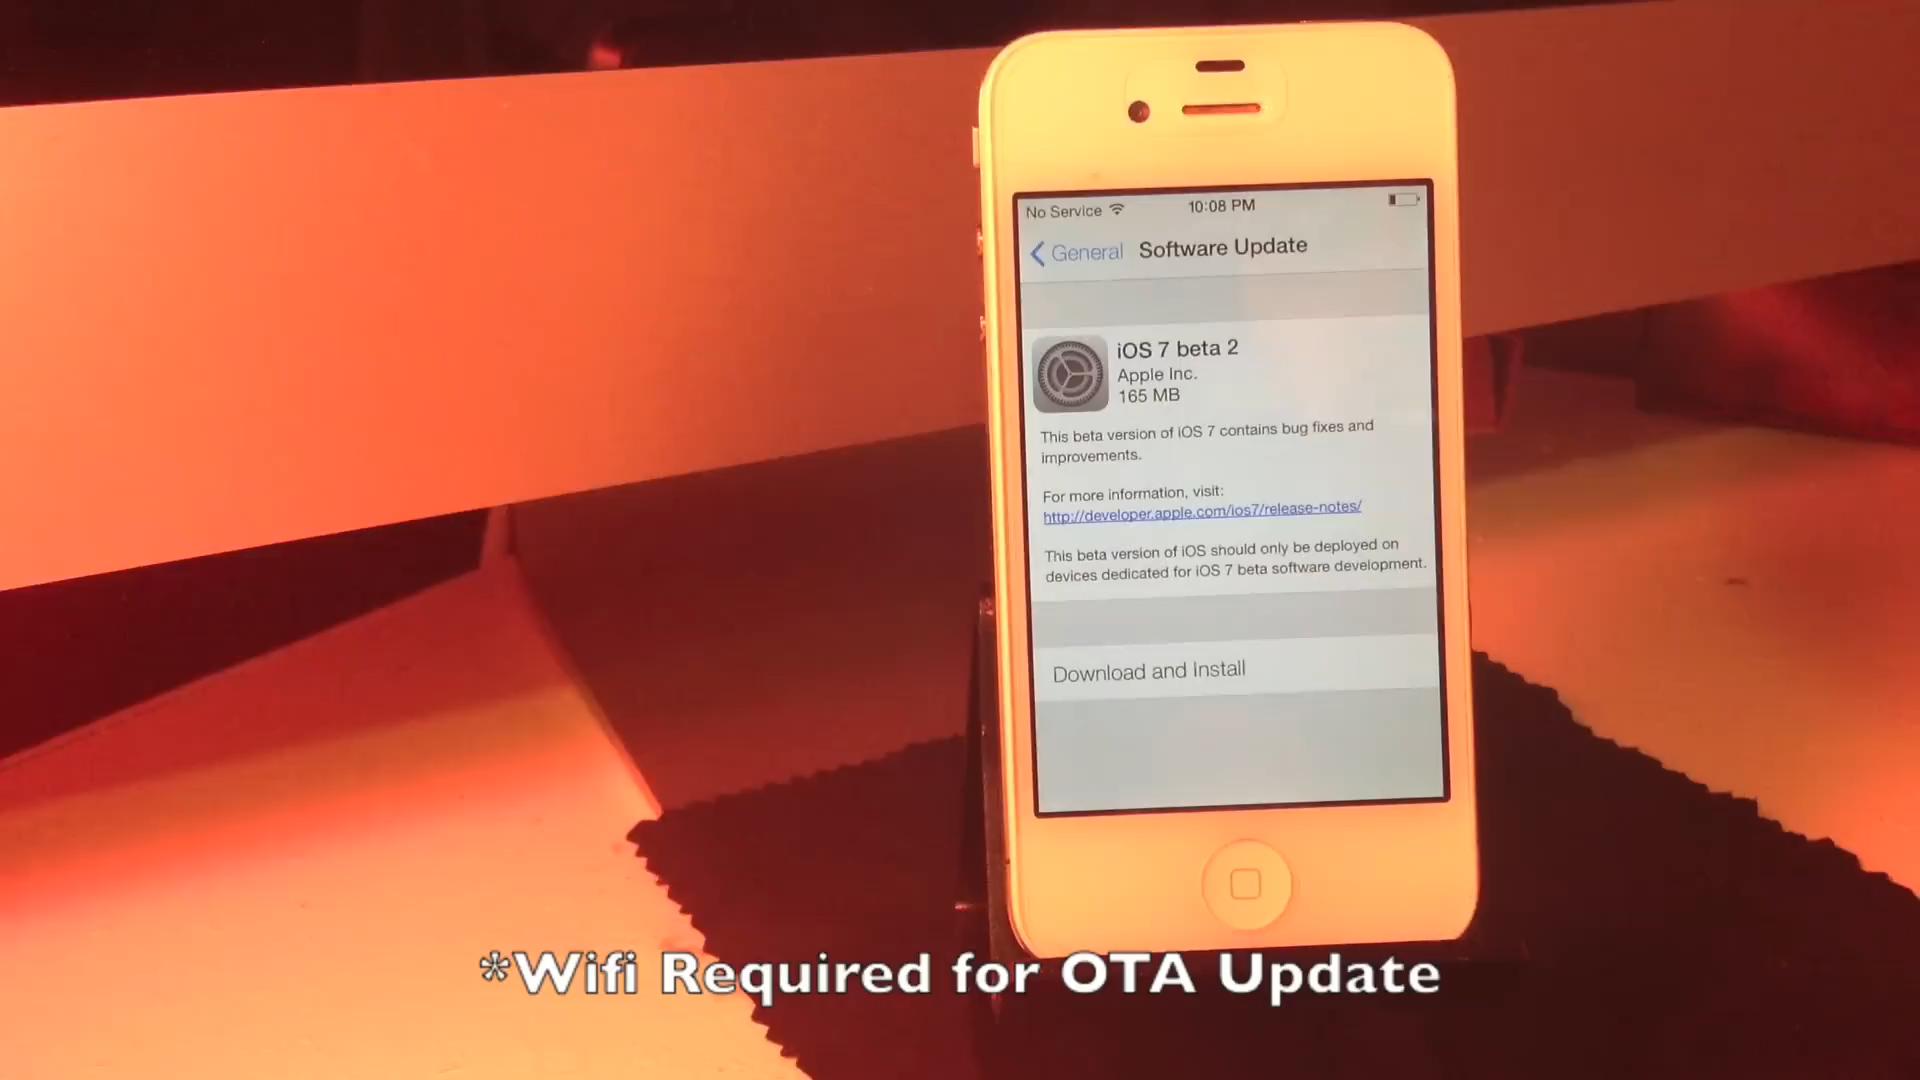 No Service 10:08 PM
General Software Update
iOS 7 beta 2
Apple Inc.
165 MB
This beta version of iOS 7 contains bug fixes and
improvements.
For more information, visit:
http://developer.apple.com/ios7/release-notes/
This beta version of iOS should only be deployed on
devices dedicated for iOS 7 beta software development.
Download and Install
*Wifi Required for OTA Update